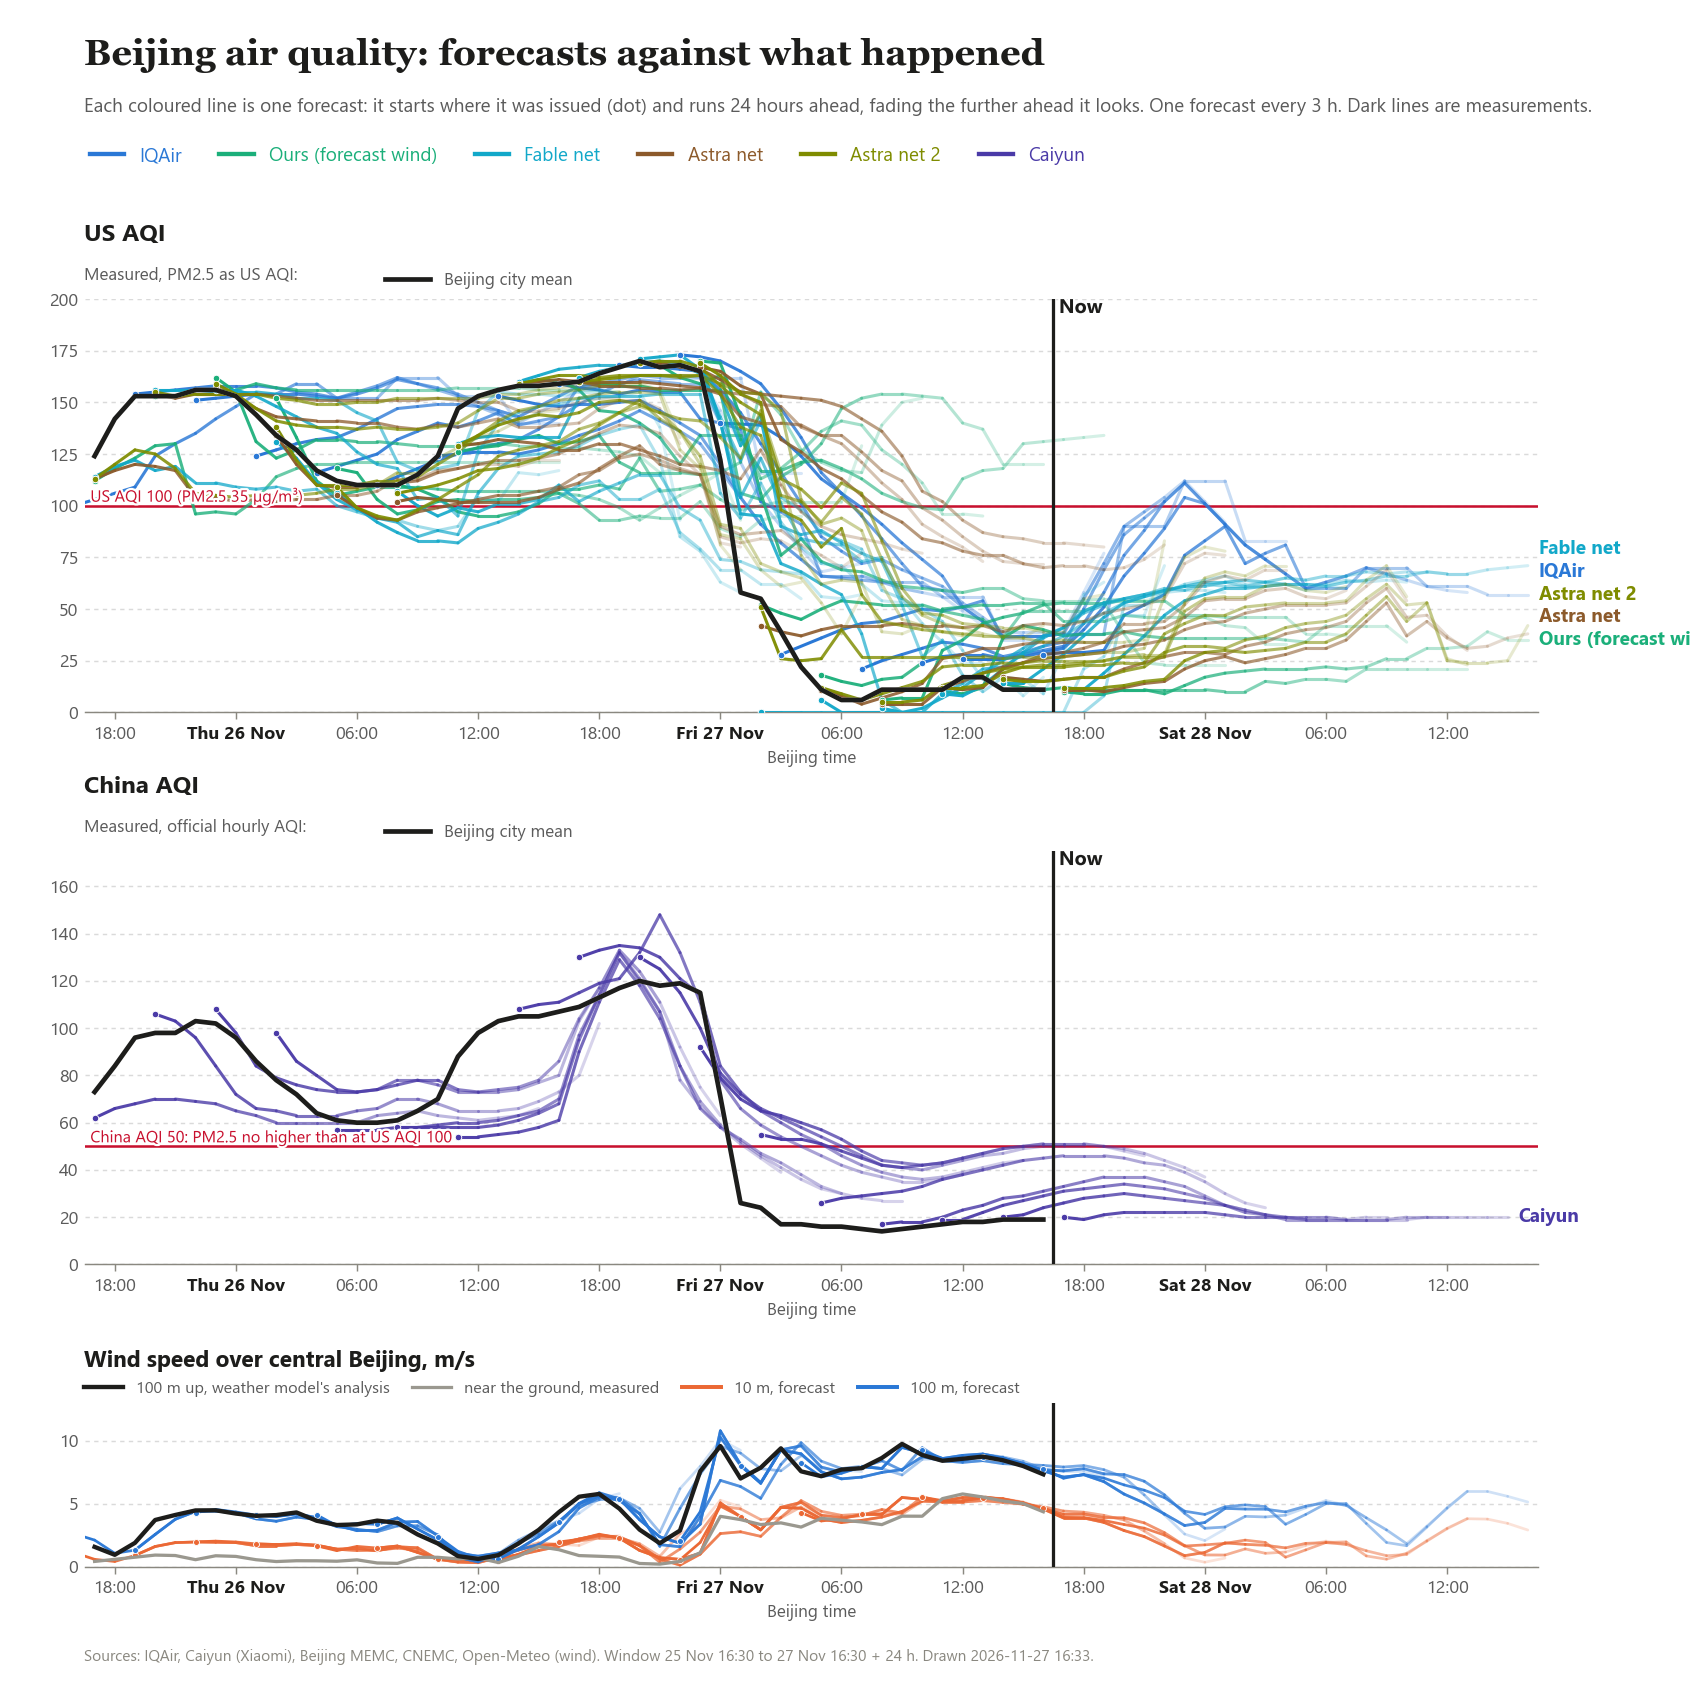 Beijing air quality: forecasts against what happened
Each coloured line is one forecast: it starts where it was issued (dot) and runs 24 hours ahead, fading the further ahead it looks. One forecast every 3 h. Dark lines are measurements.
IQAir Ours (forecast wind) Fable net Astra net Astra net 2 Caiyun
US AQI
Measured, PM2.5 as US AQI: Beijing city mean
200
Now
175
150
125
US AQI 100 (PM2.5 35 µg/m³)
100
75
50
25
0
Fable net
IQAir
Astra net 2
Astra net
Ours (forecast wi
18:00 Thu 26 Nov 06:00 12:00 18:00 Fri 27 Nov 06:00 12:00 18:00 Sat 28 Nov 06:00 12:00
Beijing time
China AQI
Measured, official hourly AQI: Beijing city mean
Now
160
140
120
100
80
60
China AQI 50: PM2.5 no higher than at US AQI 100
40
20
Caiyun
0
18:00 Thu 26 Nov 06:00 12:00 18:00 Fri 27 Nov 06:00 12:00 18:00 Sat 28 Nov 06:00 12:00
Beijing time
Wind speed over central Beijing, m/s
100 m up, weather model's analysis near the ground, measured 10 m, forecast 100 m, forecast
10
5
0
18:00 Thu 26 Nov 06:00 12:00 18:00 Fri 27 Nov 06:00 12:00 18:00 Sat 28 Nov 06:00 12:00
Beijing time
Sources: IQAir, Caiyun (Xiaomi), Beijing MEMC, CNEMC, Open-Meteo (wind). Window 25 Nov 16:30 to 27 Nov 16:30 + 24 h. Drawn 2026-11-27 16:33.